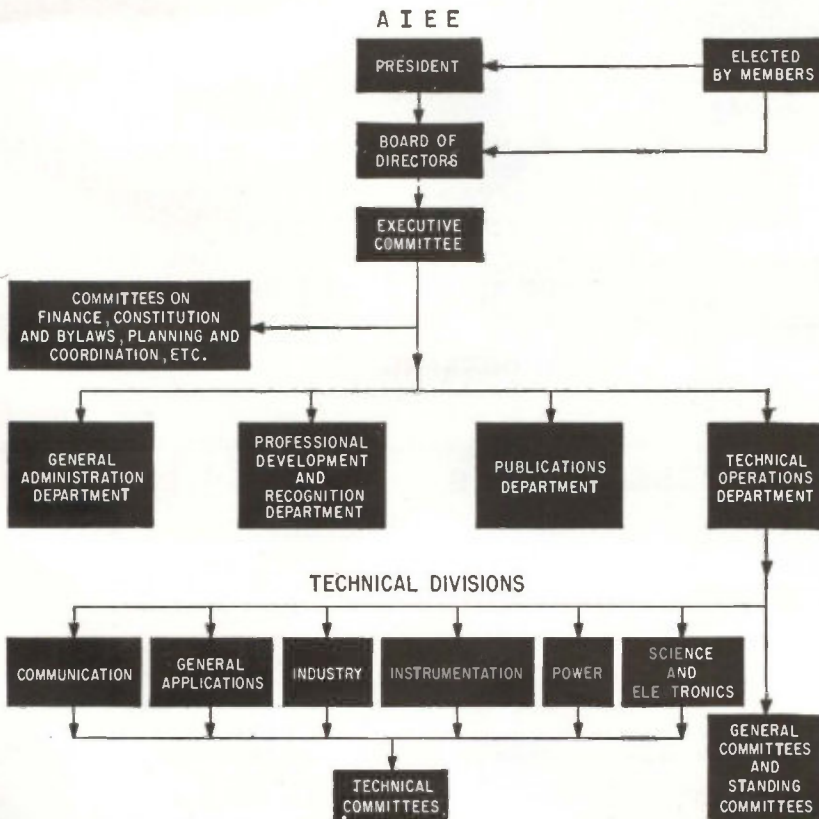 AIEE
PRESIDENT
ELECTED
BY MEMBERS
BOARD OF
DIRECTORS
EXECUTIVE
COMMITTEE
COMMITTEES ON
FINANCE, CONSTITUTION
AND BYLAWS, PLANNING AND
COORDINATION, ETC.
GENERAL
ADMINISTRATION
DEPARTMENT
PROFESSIONAL
DEVELOPMENT
AND
RECOGNITION
DEPARTMENT
PUBLICATIONS
DEPARTMENT
TECHNICAL
OPERATIONS
DEPARTMENT
TECHNICAL DIVISIONS
COMMUNICATION
GENERAL
APPLICATIONS
INDUSTRY
INSTRUMENTATION
POWER
SCIENCE
AND
ELE TRONICS
GENERAL
COMMITTEES
AND
STANDING
COMMITTEES
TECHNICAL
COMMITTEES